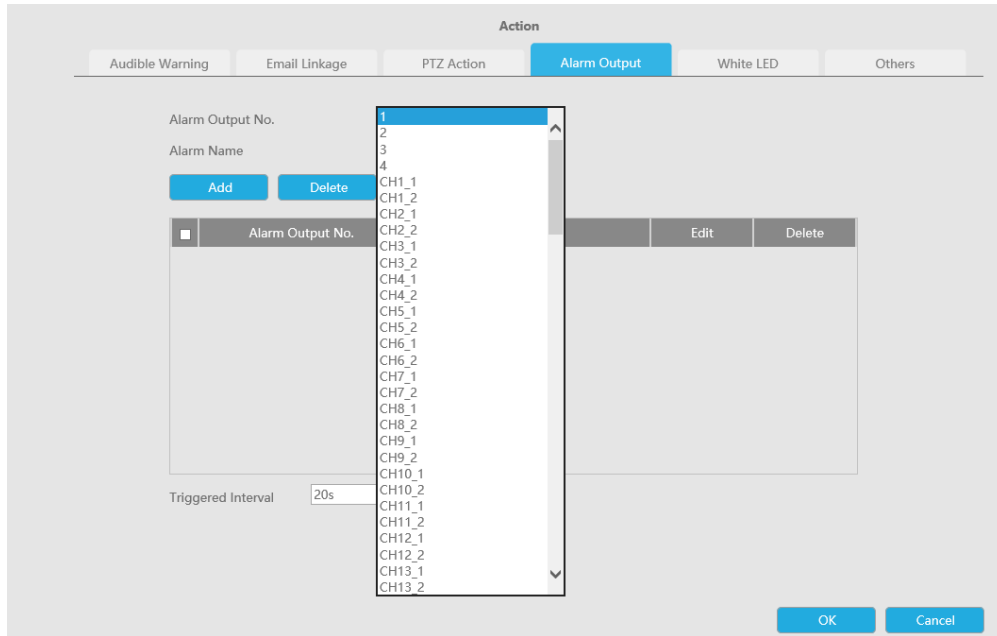 Action
Audible Warning Email Linkage PTZ Action Alarm Output White LED Others
Alarm Output No.
Alarm Name
Add Delete
Alarm Output No. Edit Delete
Triggered Interval 20s
1
2
3
4
CH1_1
CH1_2
CH2_1
CH2_2
CH3_1
CH3_2
CH4_1
CH4_2
CH5_1
CH5_2
CH6_1
CH6_2
CH7_1
CH7_2
CH8_1
CH8_2
CH9_1
CH9_2
CH10_1
CH10_2
CH11_1
CH11_2
CH12_1
CH12_2
CH13_1
CH13_2
OK Cancel